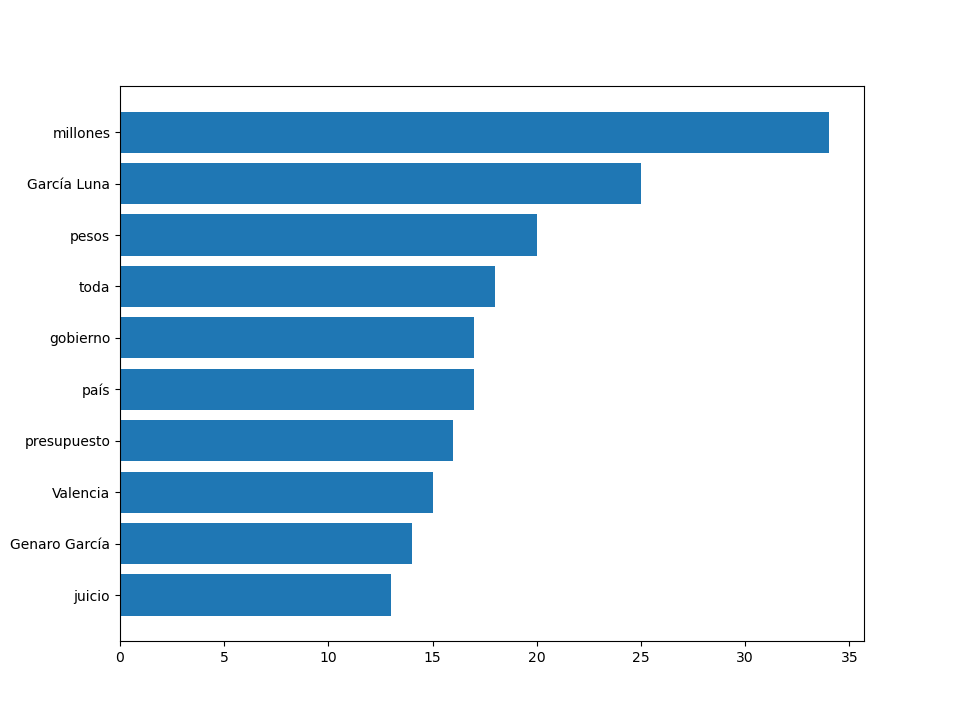 millones
García Luna
pesos
toda
gobierno
país
presupuesto
Valencia
Genaro García
juicio
0 5 10 15 20 25 30 35